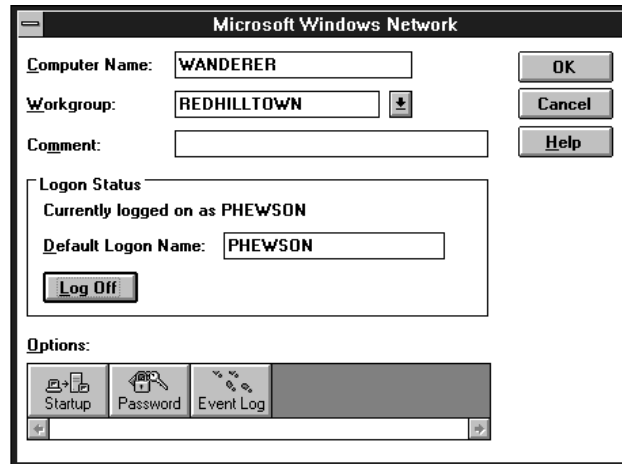 Microsoft Windows Network
Computer Name: WANDERER
OK
Workgroup: REDHILLTOWN
Cancel
Comment:
Help
Logon Status
Currently logged on as PHEWSON
Default Logon Name: PHEWSON
Log Off
Options:
Startup Password Event Log